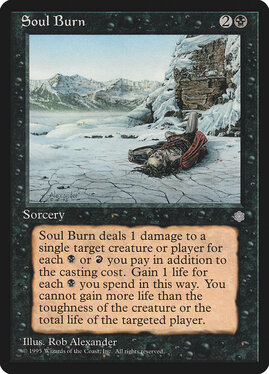 Soul Burn 2
Sorcery
Soul Burn deals 1 damage to a
single target creature or player for
each or you pay in addition to
the casting cost. Gain 1 life for
each you spend in this way. You
cannot gain more life than the
toughness of the creature or the
total life of the targeted player.
Illus. Rob Alexander
© 1995 Wizards of the Coast, Inc. All rights reserved.